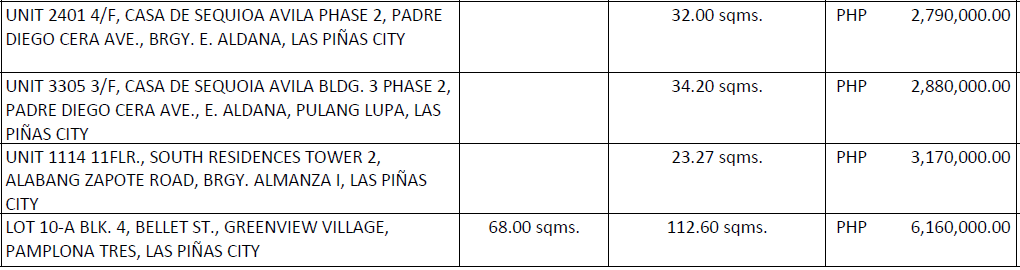 UNIT 2401 4/F, CASA DE SEQUIOA AVILA PHASE 2, PADRE 32.00 sqms. PHP 2,790,000.00
DIEGO CERA AVE., BRGY. E. ALDANA, LAS PIÑAS CITY
UNIT 3305 3/F, CASA DE SEQUOIA AVILA BLDG. 3 PHASE 2, 34.20 sqms. PHP 2,880,000.00
PADRE DIEGO CERA AVE., E. ALDANA, PULANG LUPA, LAS
PIÑAS CITY
UNIT 1114 11FLR., SOUTH RESIDENCES TOWER 2, 23.27 sqms. PHP 3,170,000.00
ALABANG ZAPOTE ROAD, BRGY. ALMANZA I, LAS PIÑAS
CITY
LOT 10-A BLK. 4, BELLET ST., GREENVIEW VILLAGE, 68.00 sqms. 112.60 sqms. PHP 6,160,000.00
PAMPLONA TRES, LAS PIÑAS CITY